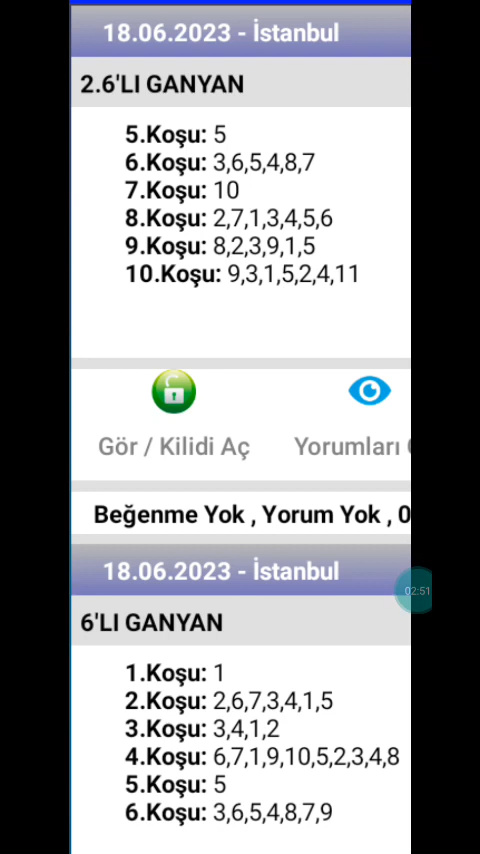 18.06.2023 - İstanbul
2.6'LI GANYAN
5.Koşu: 5
6.Koşu: 3,6,5,4,8,7
7.Koşu: 10
8.Koşu: 2,7,1,3,4,5,6
9.Koşu: 8,2,3,9,1,5
10.Koşu: 9,3,1,5,2,4,11
Gör / Kilidi Aç
Yorumları
Beğenme Yok , Yorum Yok , 0
18.06.2023 - İstanbul
02:51
6'LI GANYAN
1.Koşu: 1
2.Koşu: 2,6,7,3,4,1,5
3.Koşu: 3,4,1,2
4.Koşu: 6,7,1,9,10,5,2,3,4,8
5.Koşu: 5
6.Koşu: 3,6,5,4,8,7,9